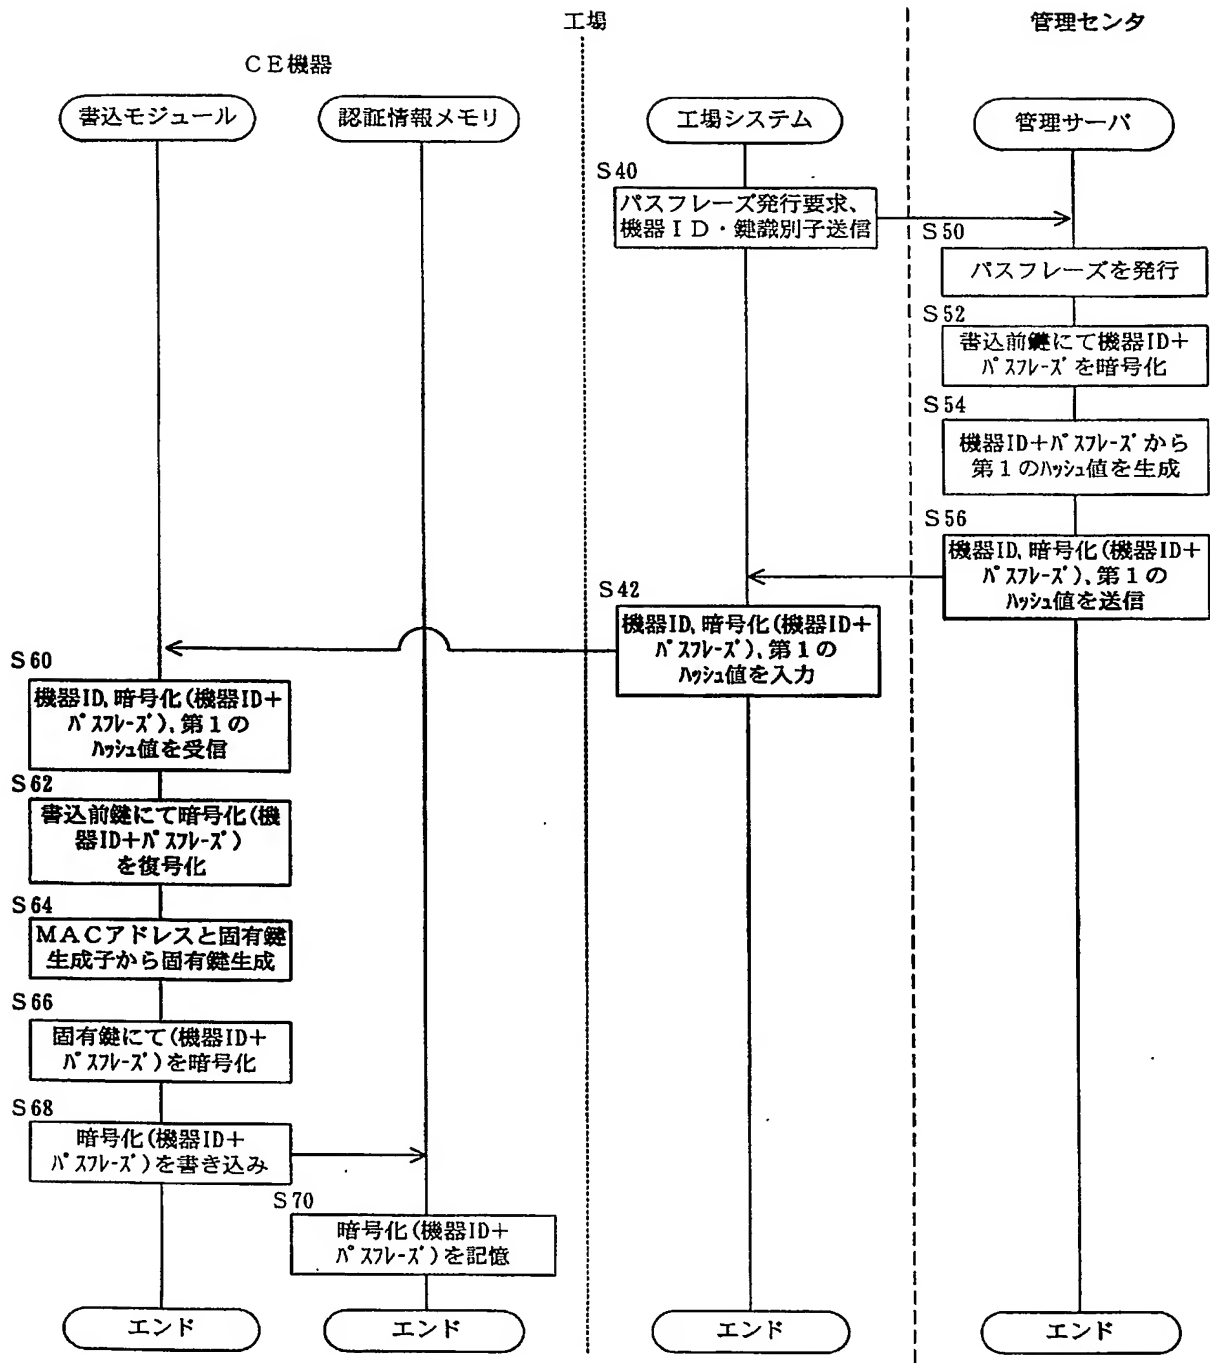 工場
管理センタ
CE機器
書込モジュール
認証情報メモリ
工場システム
管理サーバ
S40
パスフレーズ発行要求、
機器ID・鍵識別子送信
S50
パスフレーズを発行
S52
書込前鍵にて機器ID+
パスフレーズを暗号化
S54
機器ID+パスフレーズから
第1のハッシュ値を生成
S56
機器ID、暗号化(機器ID+
パスフレーズ)、第1の
ハッシュ値を送信
S42
機器ID、暗号化(機器ID+
パスフレーズ)、第1の
ハッシュ値を入力
S60
機器ID、暗号化(機器ID+
パスフレーズ)、第1の
ハッシュ値を受信
S62
書込前鍵にて暗号化(機
器ID+パスフレーズ)
を復号化
S64
MACアドレスと固有鍵
生成子から固有鍵生成
S66
固有鍵にて(機器ID+
パスフレーズ)を暗号化
S68
暗号化(機器ID+
パスフレーズ)を書き込み
S70
暗号化(機器ID+
パスフレーズ)を記憶
エンド
エンド
エンド
エンド